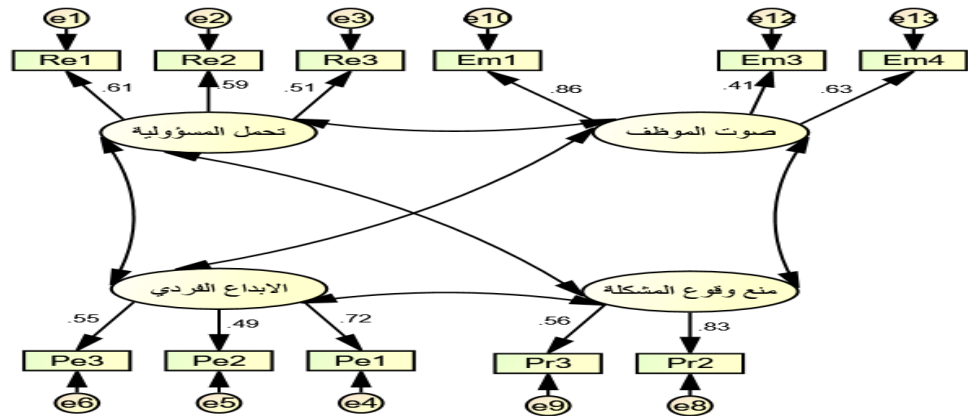 e1 e2 e3 e10 e12 e13
Re1 Re2 Re3 Em1 Em3 Em4
.61 .59 .51 .86 .41 .63
تحمل المسؤولية صوت الموظف
الابداع الفردي منع وقوع المشكلة
.55 .49 .72 .56 .83
Pe3 Pe2 Pe1 Pr3 Pr2
e6 e5 e4 e9 e8